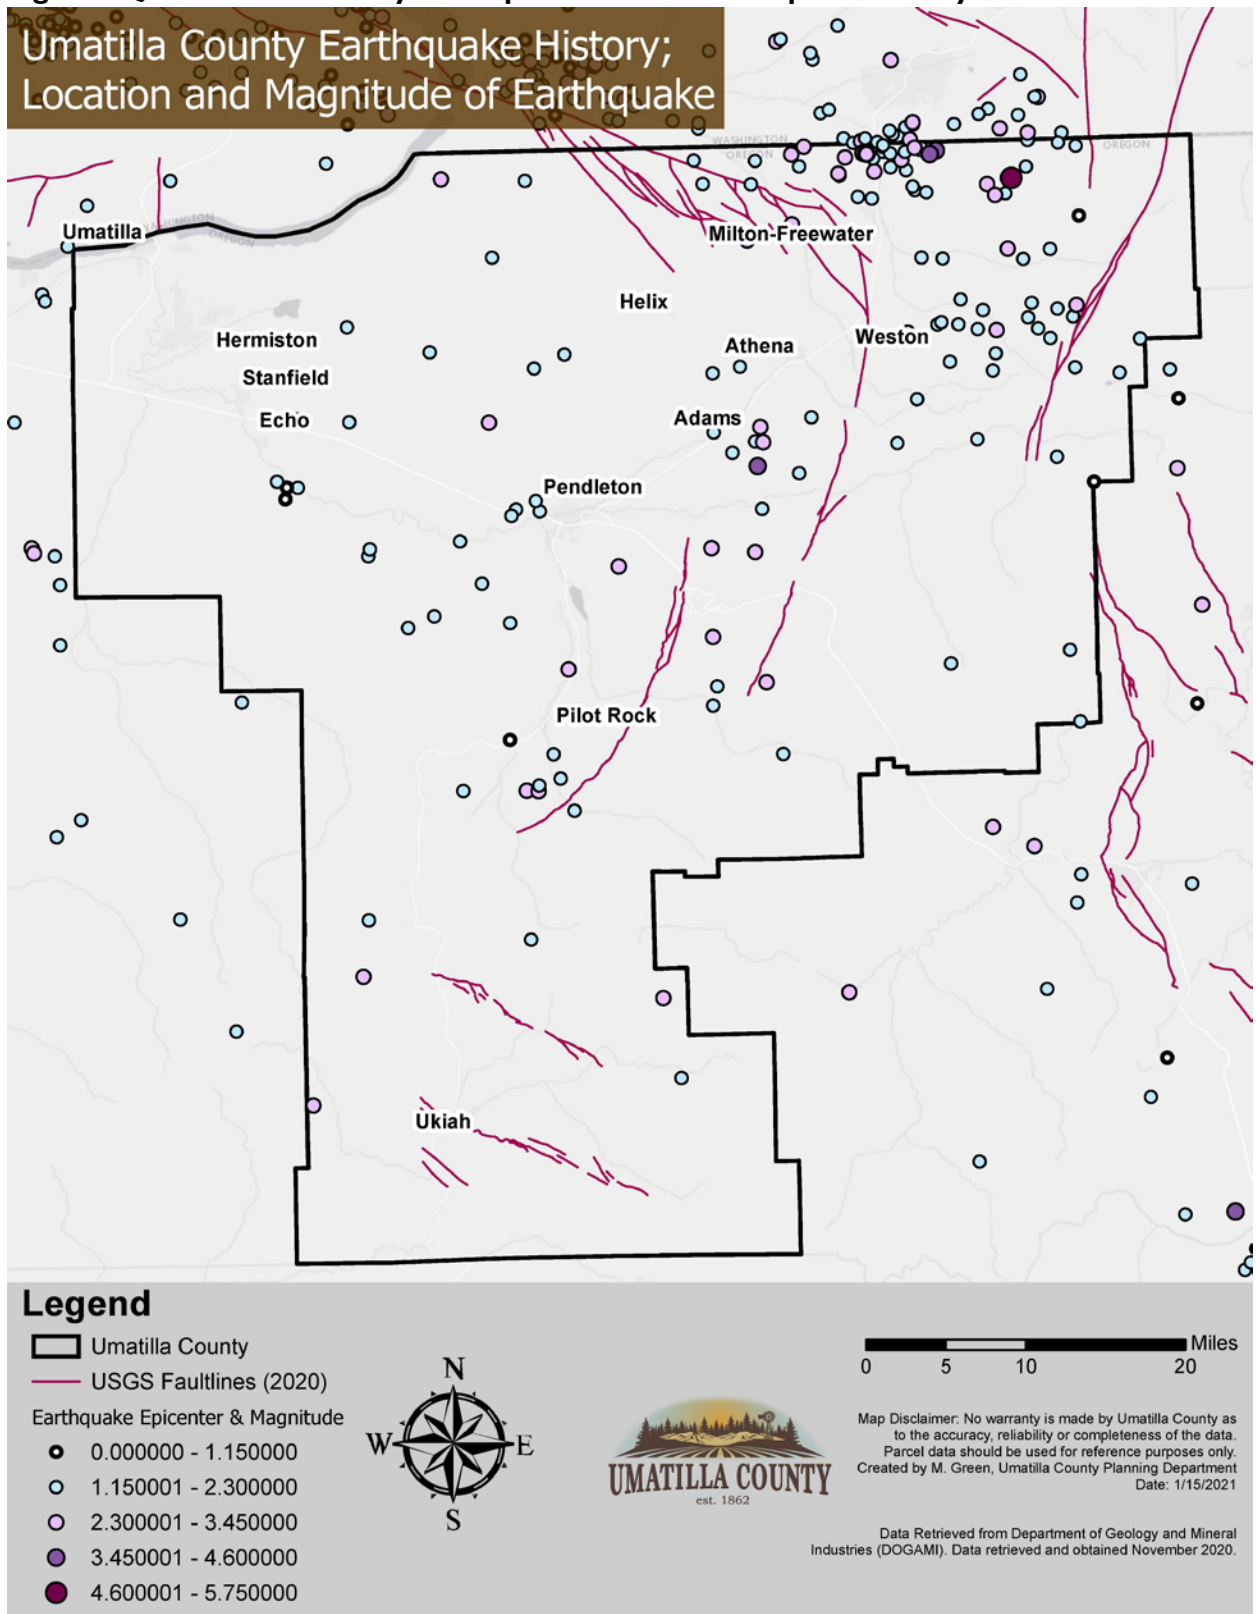 Umatilla County Earthquake History;
Location and Magnitude of Earthquake
WASHINGTON
OREGON
OREGON
WASHINGTON
OREGON
Umatilla
Milton-Freewater
Helix
Hermiston
Athena
Weston
Stanfield
Echo
Adams
Pendleton
Pilot Rock
Ukiah
Legend
Umatilla County
USGS Faultlines (2020)
Earthquake Epicenter & Magnitude
0.000000 - 1.150000
1.150001 - 2.300000
2.300001 - 3.450000
3.450001 - 4.600000
4.600001 - 5.750000
N
W
E
S
UMATILLA COUNTY
est. 1862
Miles
0 5 10 20
Map Disclaimer: No warranty is made by Umatilla County as
to the accuracy, reliability or completeness of the data.
Parcel data should be used for reference purposes only.
Created by M. Green, Umatilla County Planning Department
Date: 1/15/2021
Data Retrieved from Department of Geology and Mineral
Industries (DOGAMI). Data retrieved and obtained November 2020.